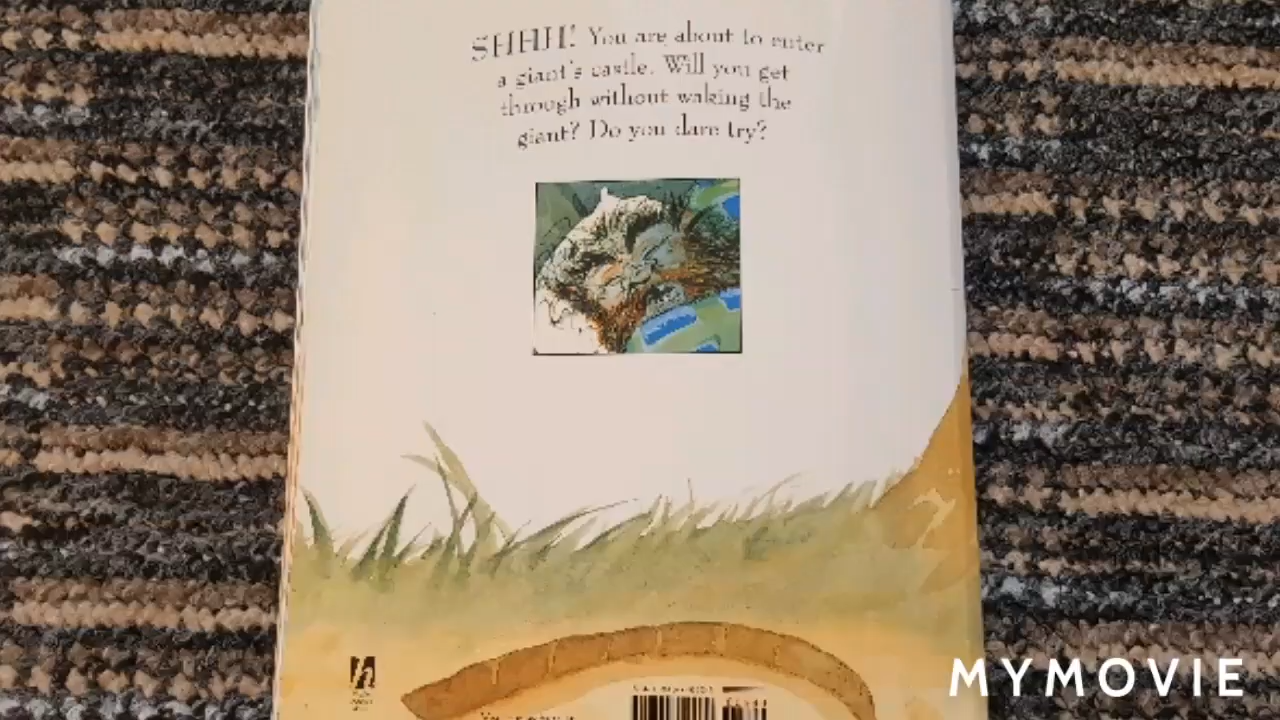 SHHH! You are about to enter
a giant's castle. Will you get
through without waking the
giant? Do you dare try?
h
MYMOVIE